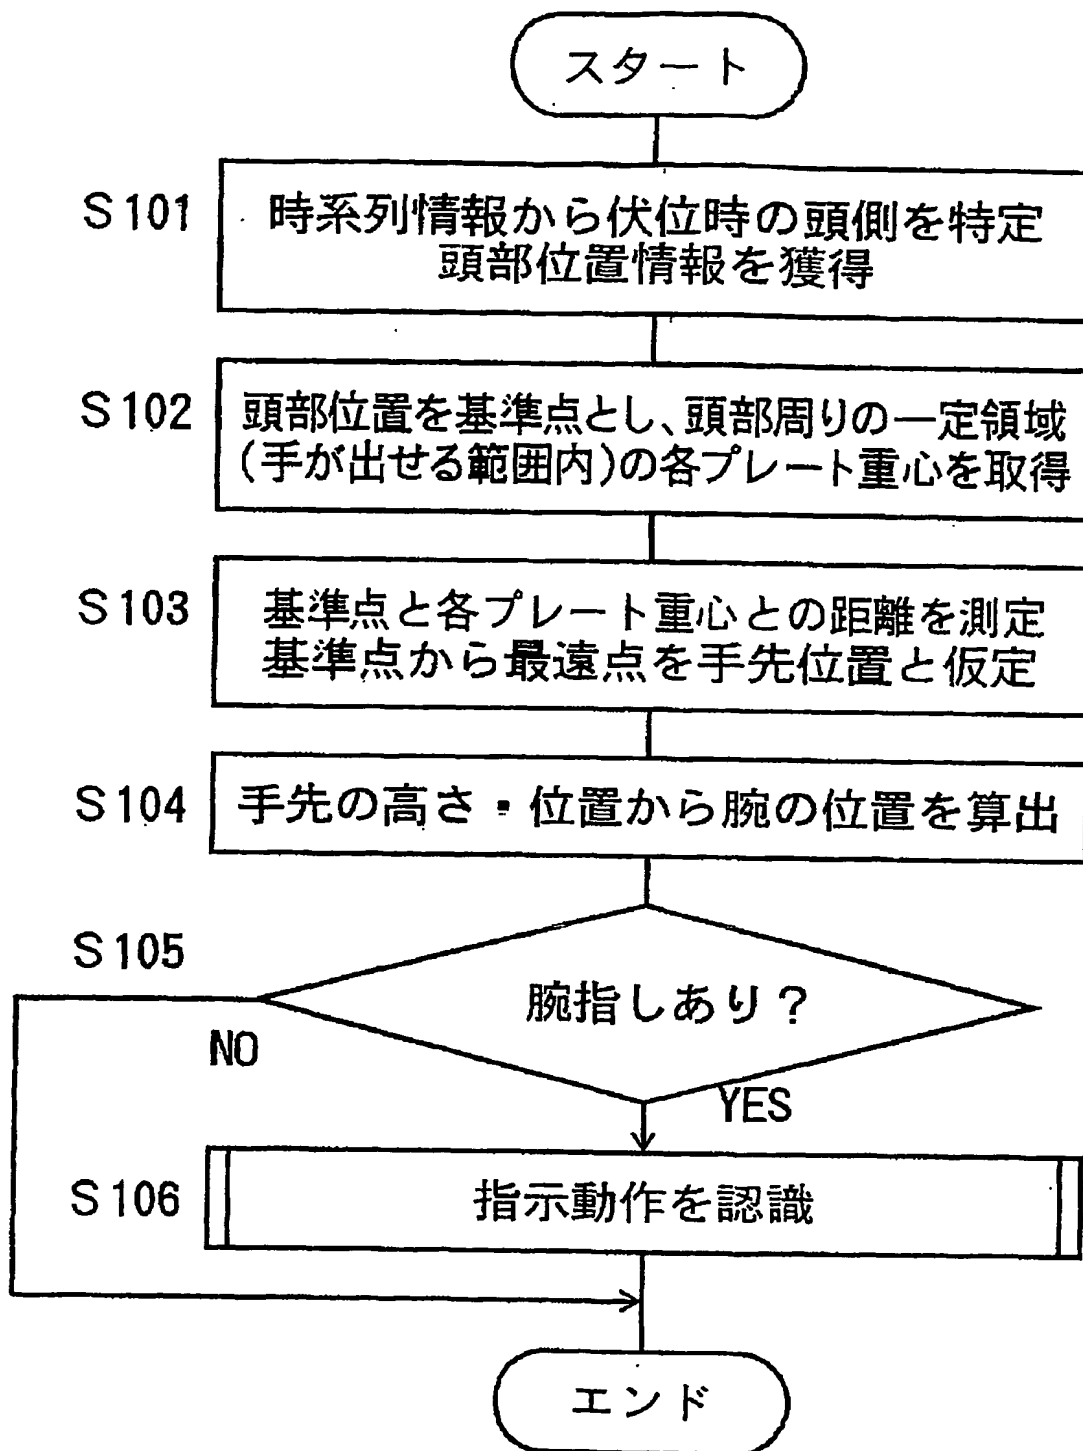 スタート
S101
時系列情報から伏位時の頭側を特定
頭部位置情報を獲得
S102
頭部位置を基準点とし、頭部周りの一定領域
(手が出せる範囲内)の各プレート重心を取得
S103
基準点と各プレート重心との距離を測定
基準点から最遠点を手先位置と仮定
S104
手先の高さ・位置から腕の位置を算出
S105
腕指しあり?
NO
YES
S106
指示動作を認識
エンド